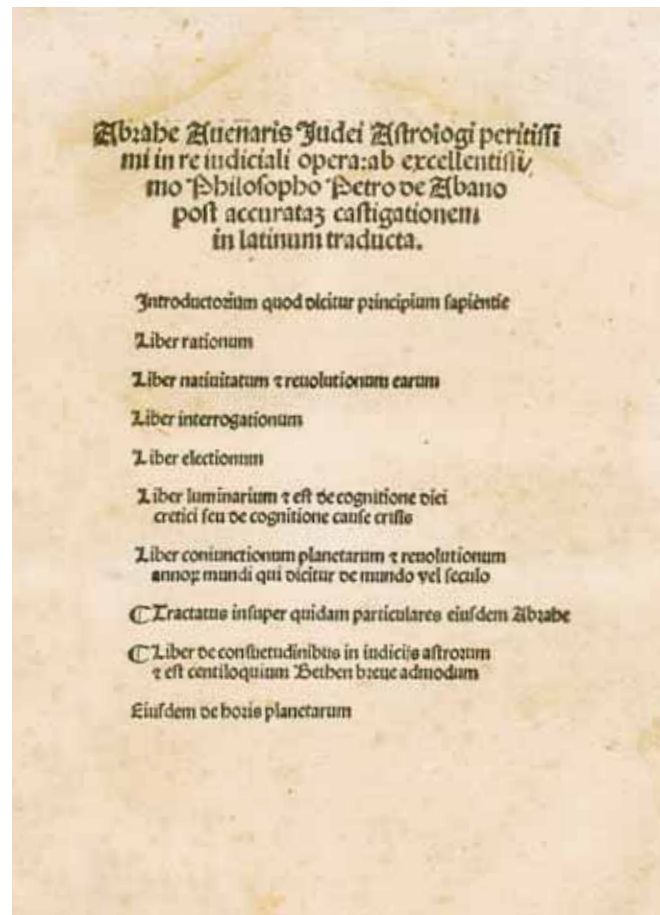 Abrahe Auenaris Judei Astrologi peritissi
mi in re iudiciali opera: ab excellentissi/
mo Philosopho Petro de Abano
post accurataʒ castigationem
in latinum traducta.
Introductorium quod dicitur principium sapiẽtie
Liber rationum
Liber natiuitatum ⁊ reuolutionum earum
Liber interrogationum
Liber electionum
Liber luminarium ⁊ est de cognitione diei
cretici seu de cognitione cause crisis
Liber coniunctionum planetarum ⁊ reuolutionum
annoꝝ mundi qui dicitur de mundo vel seculo
⸿ Tractatus insuper quidam particulares eiusdem Abrahe
⸿ Liber de consuetudinibus in iudicijs astrorum
⁊ est centiloquium Bethen breue admodum
Eiusdem de horis planetarum